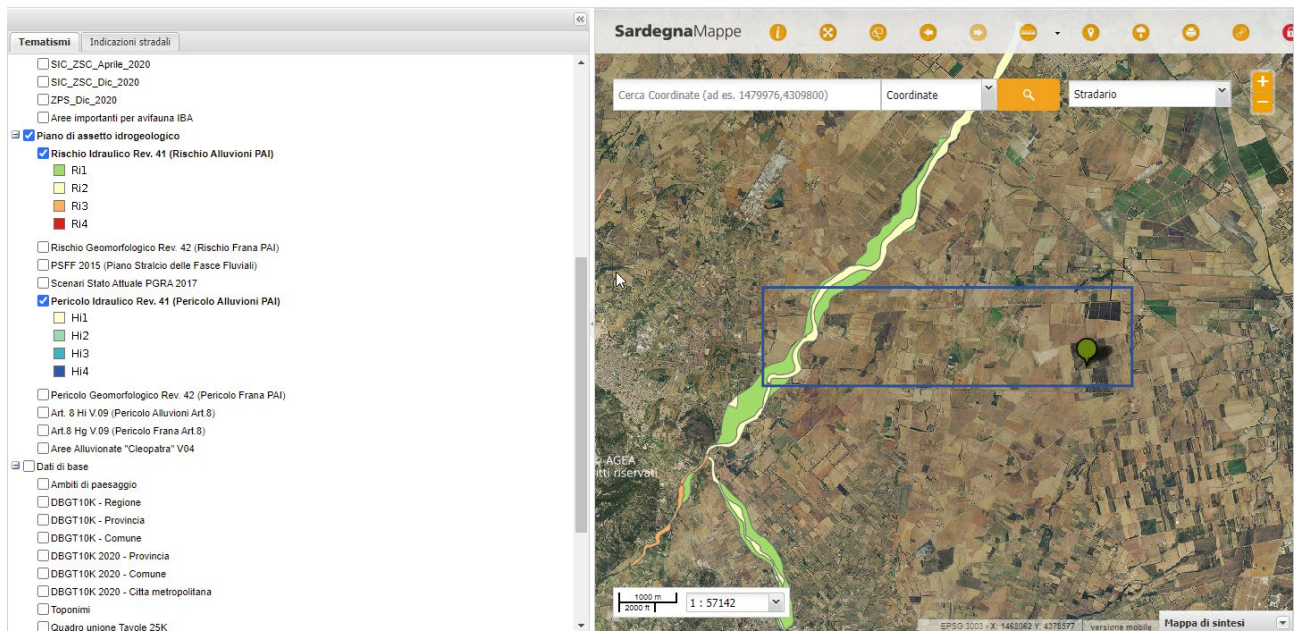 Tematismi
Indicazioni stradali
SIC_ZSC_Aprile_2020
SIC_ZSC_Dic_2020
ZPS_Dic_2020
Aree importanti per avifauna IBA
Piano di assetto idrogeologico
Rischio Idraulico Rev. 41 (Rischio Alluvioni PAI)
Ri1
Ri2
Ri3
Ri4
Rischio Geomorfologico Rev. 42 (Rischio Frana PAI)
PSFF 2015 (Piano Stralcio delle Fasce Fluviali)
Scenari Stato Attuale PGRA 2017
Pericolo Idraulico Rev. 41 (Pericolo Alluvioni PAI)
Hi1
Hi2
Hi3
Hi4
Pericolo Geomorfologico Rev. 42 (Pericolo Frana PAI)
Art. 8 Hi V.09 (Pericolo Alluvioni Art.8)
Art.8 Hg V.09 (Pericolo Frana Art.8)
Aree Alluvionate "Cleopatra" V04
Dati di base
Ambiti di paesaggio
DBGT10K - Regione
DBGT10K - Provincia
DBGT10K - Comune
DBGT10K 2020 - Provincia
DBGT10K 2020 - Comune
DBGT10K 2020 - Citta metropolitana
Toponimi
Quadro unione Tavole 25K
SardegnaMappe
Cerca Coordinate (ad es. 1479976,4309800)
Coordinate
Stradario
+
−
AGEA
itti riservati
1000 m
2000 ft
1 : 57142
EPSG:3003 - X: 1468062 Y: 4378577
versione mobile
Mappa di sintesi